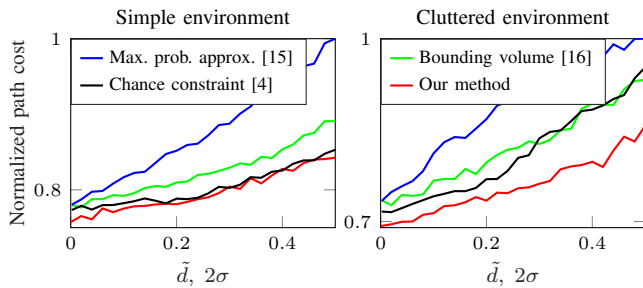 Simple environment
Cluttered environment
Normalized path cost
1
0.8
Max. prob. approx. [15]
Chance constraint [4]
0
0.2
0.4
d̃, 2σ
1
0.7
Bounding volume [16]
Our method
0
0.2
0.4
d̃, 2σ